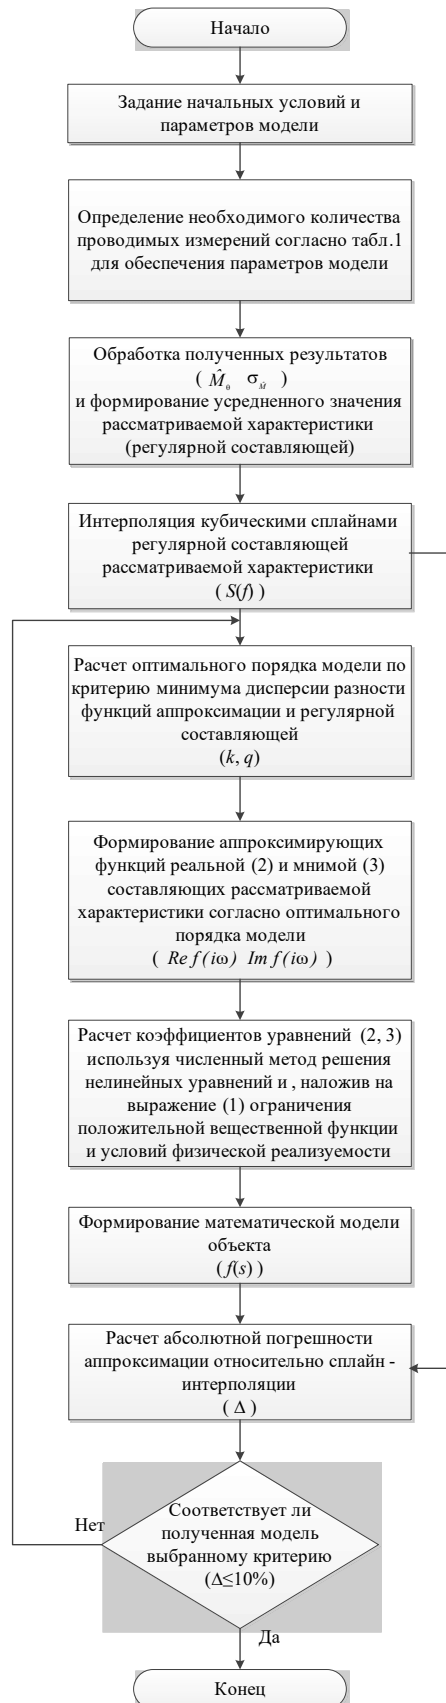 Начало
Задание начальных условий и
параметров модели
Определение необходимого количества
проводимых измерений согласно табл.1
для обеспечения параметров модели
Обработка полученных результатов
( M̂₀ σ )
и формирование усредненного значения
рассматриваемой характеристики
(регулярной составляющей)
Интерполяция кубическими сплайнами
регулярной составляющей
рассматриваемой характеристики
( S(f) )
Расчет оптимального порядка модели по
критерию минимума дисперсии разности
функций аппроксимации и регулярной
составляющей
(k, q)
Формирование аппроксимирующих
функций реальной (2) и мнимой (3)
составляющих рассматриваемой
характеристики согласно оптимального
порядка модели
( Re f(iω) Im f(iω) )
Расчет коэффициентов уравнений (2, 3)
используя численный метод решения
нелинейных уравнений и , наложив на
выражение (1) ограничения
положительной вещественной функции
и условий физической реализуемости
Формирование математической модели
объекта
( f(s) )
Расчет абсолютной погрешности
аппроксимации относительно сплайн -
интерполяции
( Δ )
Соответствует ли
полученная модель
выбранному критерию
(Δ≤10%)
Нет
Да
Конец